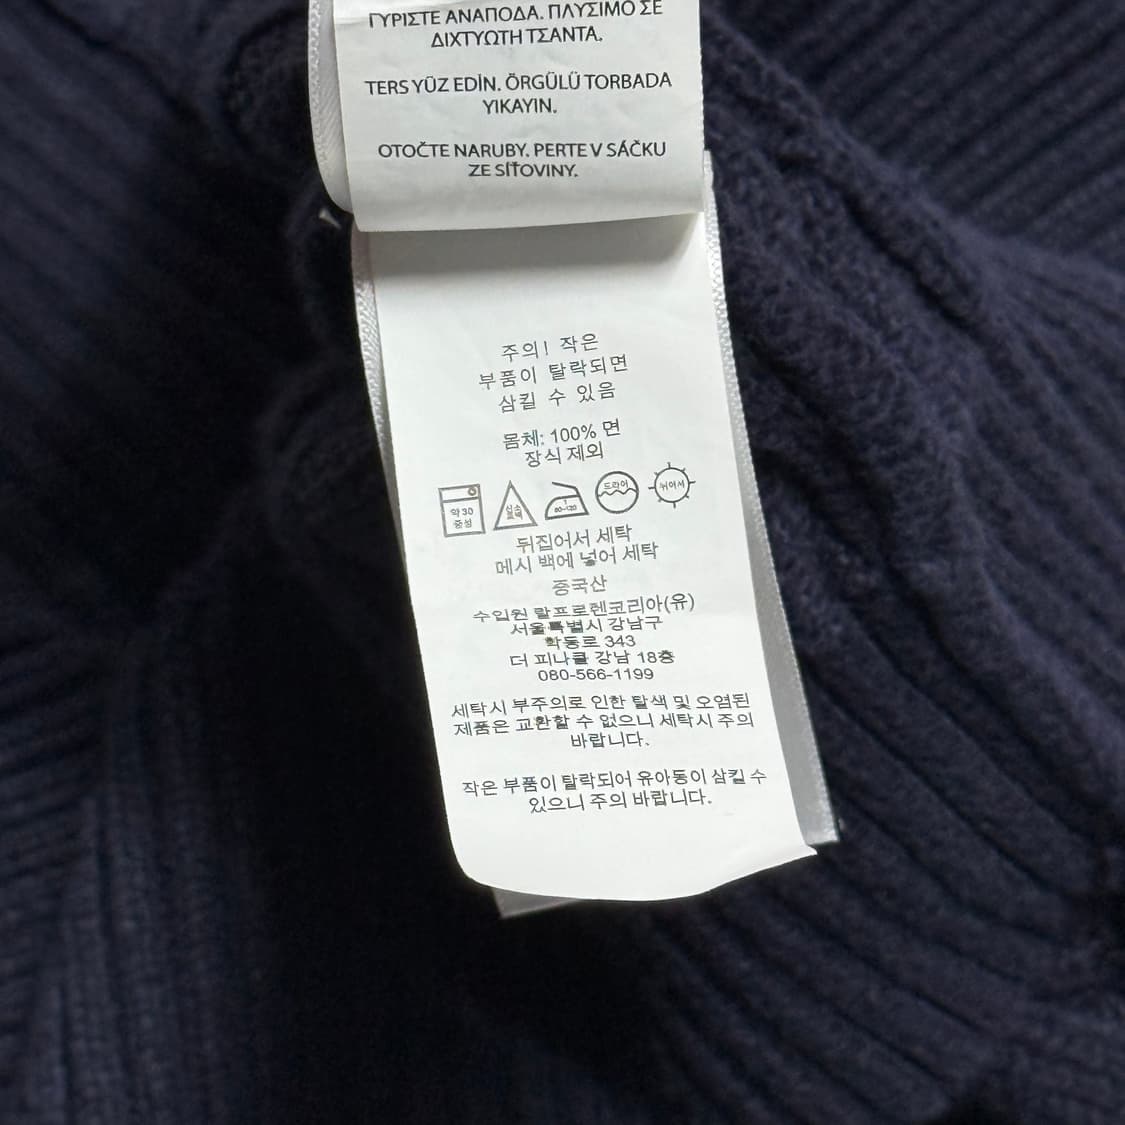 ΓΥΡΙΣΤΕ ΑΝΑΠΟΔΑ. ΠΛΥΣΙΜΟ ΣΕ
ΔΙΧΤΥΩΤΗ ΤΣΑΝΤΑ.
TERS YÜZ EDİN. ÖRGÜLÜ TORBADA
YIKAYIN.
OTOČTE NARUBY. PERTE V SÁČKU
ZE SÍŤOVINY.
주의! 작은
부품이 탈락되면
삼킬 수 있음
몸체: 100% 면
장식 제외
약 30
중성
드라이
뉘어서
뒤집어서 세탁
메시 백에 넣어 세탁
중국산
수입원 랄프로렌코리아(유)
서울특별시 강남구
학동로 343
더 피나클 강남 18층
080-566-1199
세탁시 부주의로 인한 탈색 및 오염된
제품은 교환할 수 없으니 세탁시 주의
바랍니다.
작은 부품이 탈락되어 유아동이 삼킬 수
있으니 주의 바랍니다.